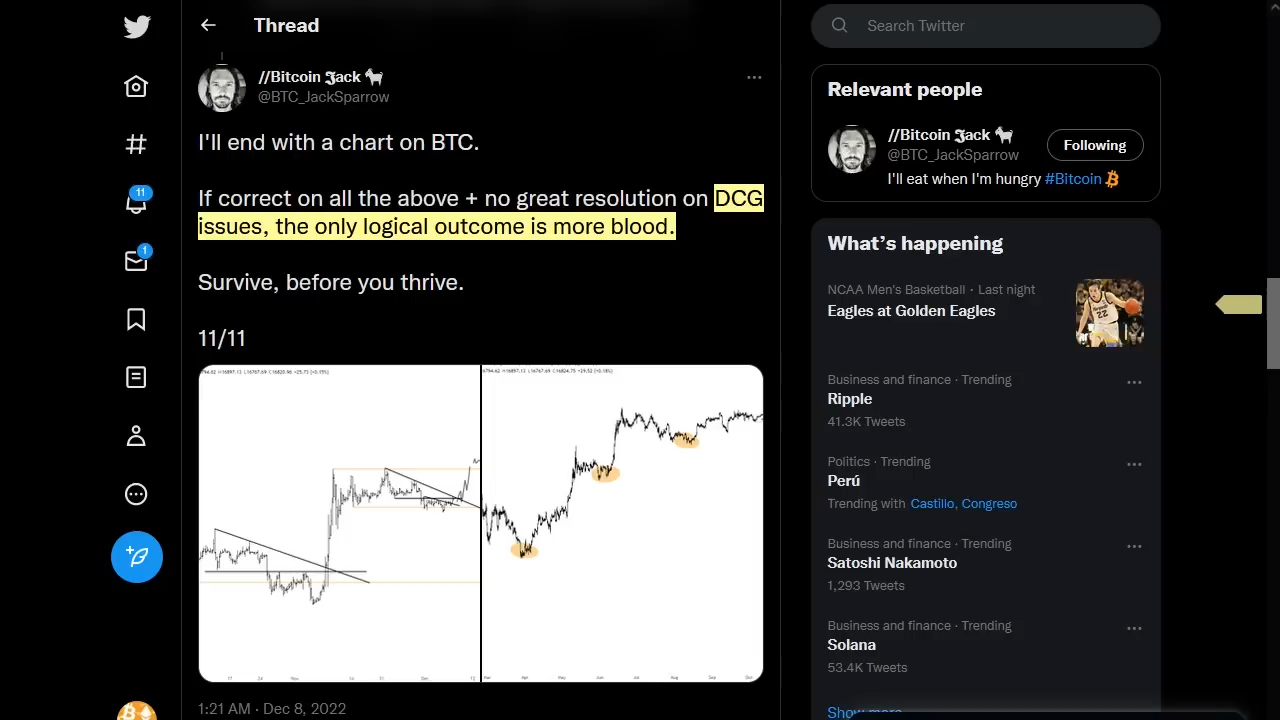 Thread
//Bitcoin 𝕵ack
@BTC_JackSparrow
I'll end with a chart on BTC.
If correct on all the above + no great resolution on DCG
issues, the only logical outcome is more blood.
Survive, before you thrive.
11/11
1:21 AM · Dec 8, 2022
11
1
Search Twitter
Relevant people
//Bitcoin 𝕵ack
@BTC_JackSparrow
Following
I'll eat when I'm hungry #Bitcoin
What's happening
NCAA Men's Basketball · Last night
Eagles at Golden Eagles
22
Business and finance · Trending
Ripple
41.3K Tweets
Politics · Trending
Perú
Trending with Castillo, Congreso
Business and finance · Trending
Satoshi Nakamoto
1,293 Tweets
Business and finance · Trending
Solana
53.4K Tweets
Show more